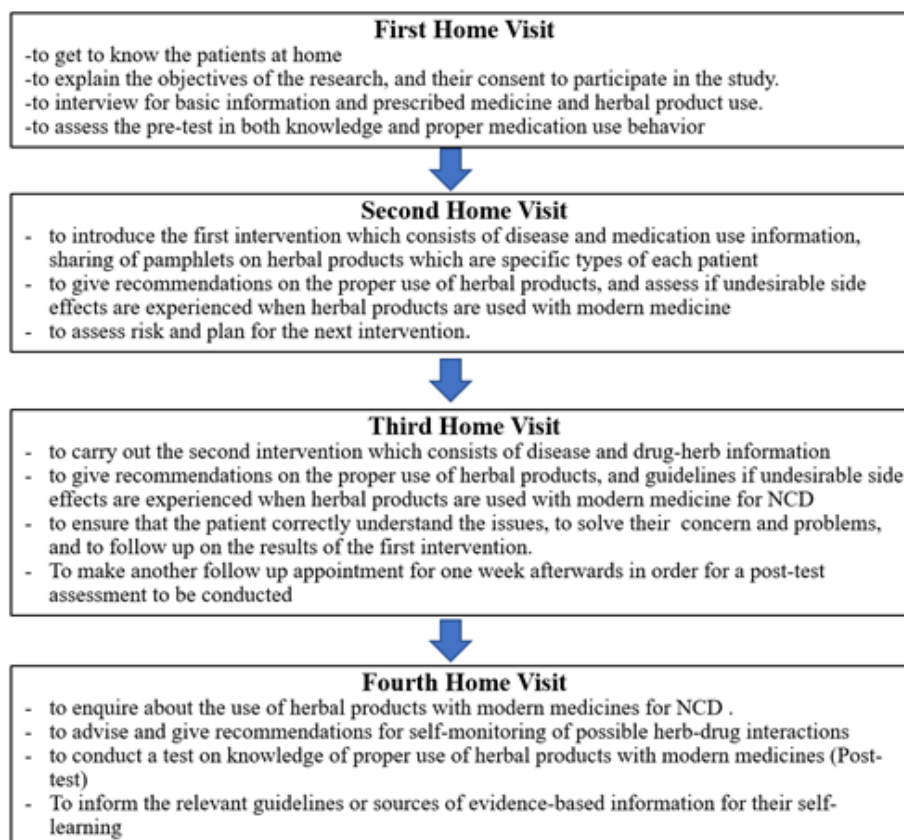 First Home Visit
-to get to know the patients at home
-to explain the objectives of the research, and their consent to participate in the study.
-to interview for basic information and prescribed medicine and herbal product use.
-to assess the pre-test in both knowledge and proper medication use behavior
Second Home Visit
- to introduce the first intervention which consists of disease and medication use information,
sharing of pamphlets on herbal products which are specific types of each patient
- to give recommendations on the proper use of herbal products, and assess if undesirable side
effects are experienced when herbal products are used with modern medicine
- to assess risk and plan for the next intervention.
Third Home Visit
- to carry out the second intervention which consists of disease and drug-herb information
- to give recommendations on the proper use of herbal products, and guidelines if undesirable side
effects are experienced when herbal products are used with modern medicine for NCD
- to ensure that the patient correctly understand the issues, to solve their concern and problems,
and to follow up on the results of the first intervention.
- To make another follow up appointment for one week afterwards in order for a post-test
assessment to be conducted
Fourth Home Visit
- to enquire about the use of herbal products with modern medicines for NCD .
- to advise and give recommendations for self-monitoring of possible herb-drug interactions
- to conduct a test on knowledge of proper use of herbal products with modern medicines (Post-
test)
- To inform the relevant guidelines or sources of evidence-based information for their self-
learning